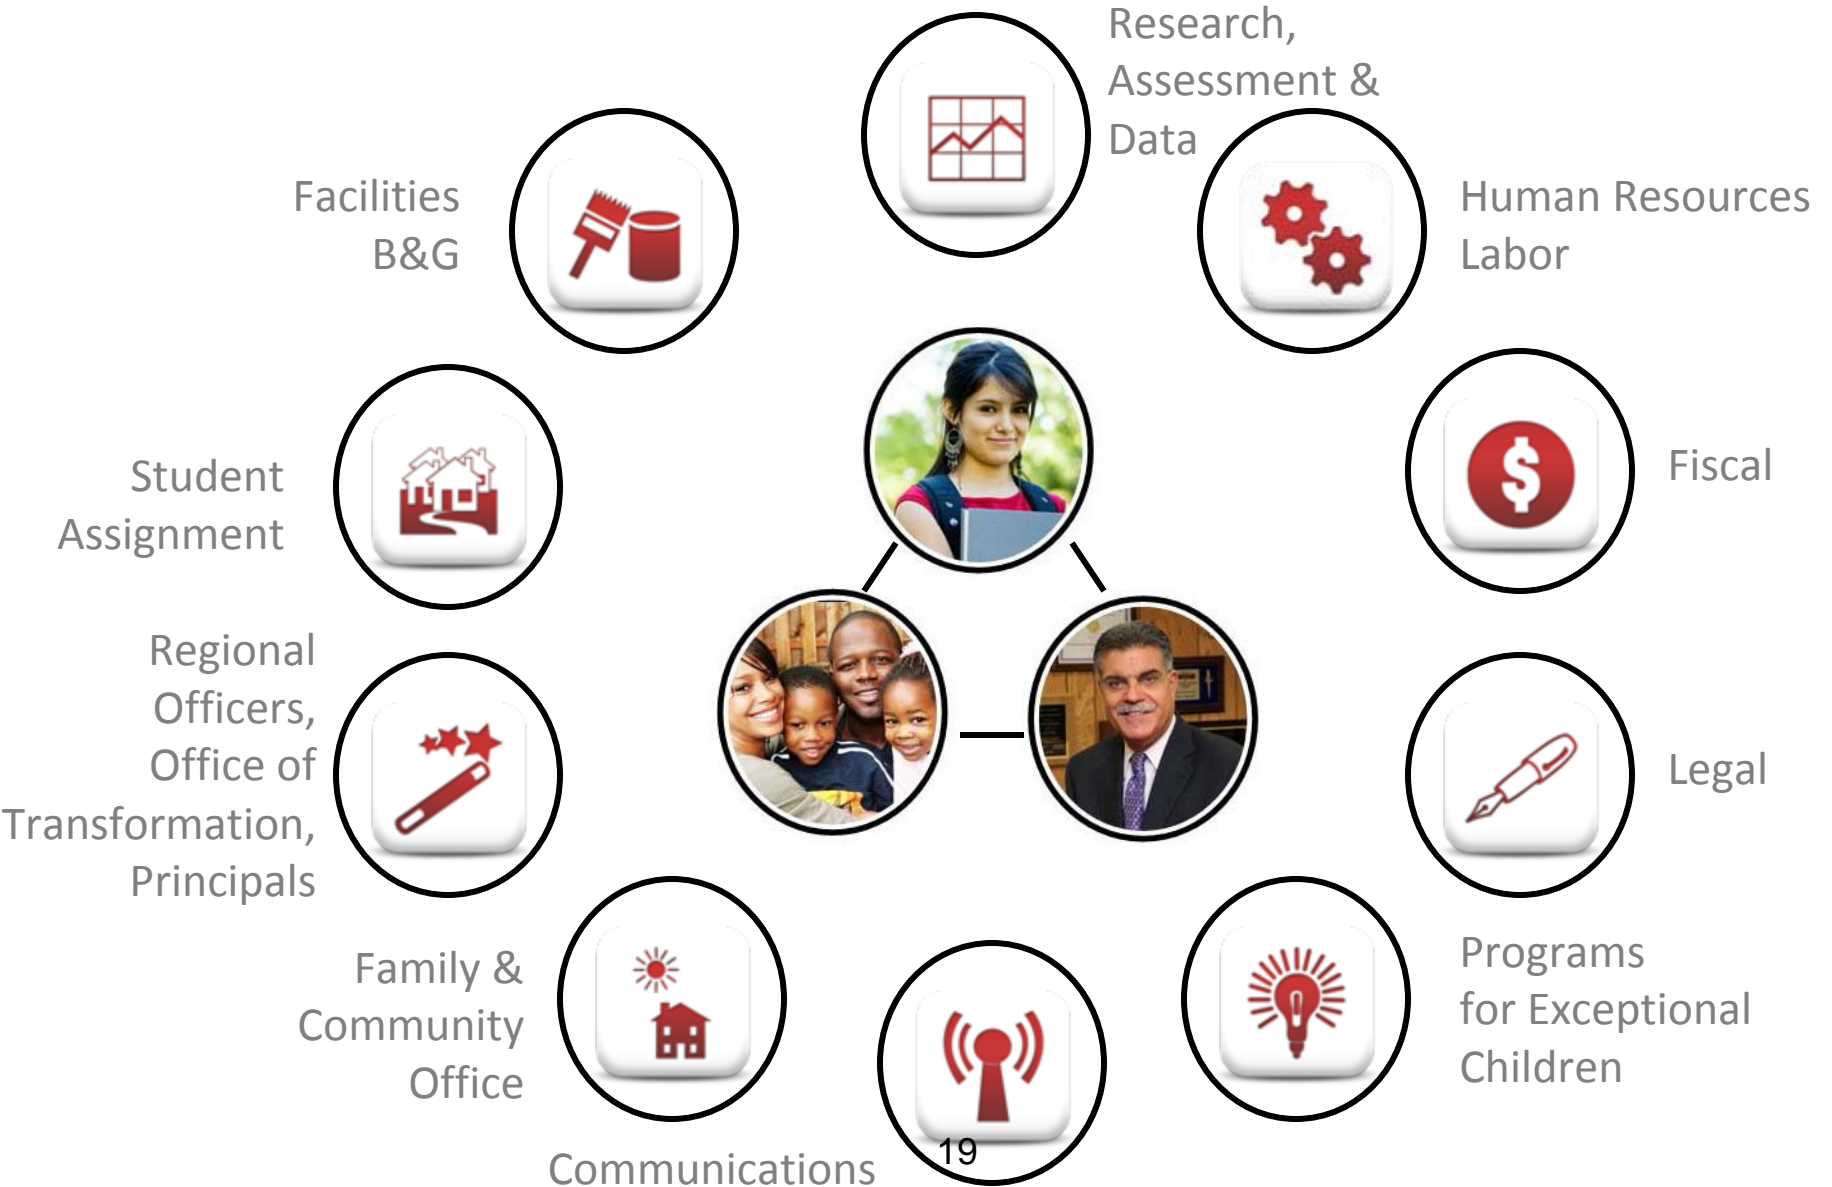 Research,
Assessment &
Data
Human Resources
Labor
Fiscal
Legal
Programs
for Exceptional
Children
Communications
19
Family &
Community
Office
Regional
Officers,
Office of
Transformation,
Principals
Student
Assignment
Facilities
B&G
$